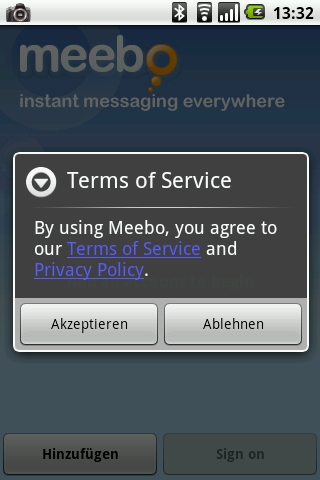 13:32
meebo
instant messaging everywhere
Terms of Service
By using Meebo, you agree to
our Terms of Service and
Privacy Policy.
Akzeptieren Ablehnen
Hinzufügen Sign on